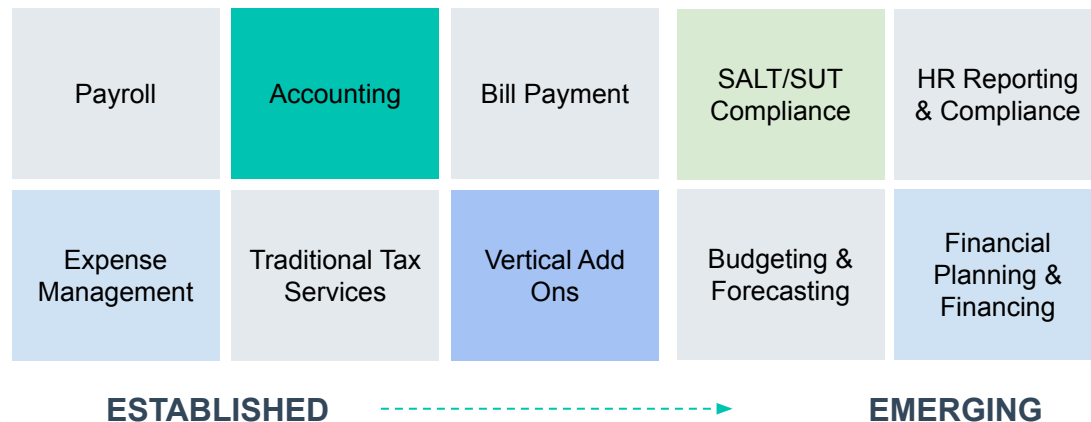 Payroll
Accounting
Bill Payment
SALT/SUT
Compliance
HR Reporting
& Compliance
Expense
Management
Traditional Tax
Services
Vertical Add
Ons
Budgeting &
Forecasting
Financial
Planning &
Financing
ESTABLISHED
EMERGING